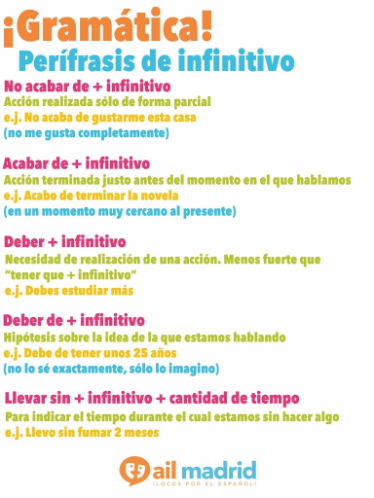 ¡Gramática!
Perífrasis de infinitivo
No acabar de + infinitivo
Acción realizada sólo de forma parcial
e.j. No acaba de gustarme esta casa
(no me gusta completamente)
Acabar de + infinitivo
Acción terminada justo antes del momento en el que hablamos
e.j. Acabo de terminar la novela
(en un momento muy cercano al presente)
Deber + infinitivo
Necesidad de realización de una acción. Menos fuerte que
“tener que + infinitivo”
e.j. Debes estudiar más
Deber de + infinitivo
Hipótesis sobre la idea de la que estamos hablando
e.j. Debe de tener unos 25 años
(no lo sé exactamente, sólo lo imagino)
Llevar sin + infinitivo + cantidad de tiempo
Para indicar el tiempo durante el cual estamos sin hacer algo
e.j. Llevo sin fumar 2 meses
ail madrid
¡LOCOS POR EL ESPAÑOL!